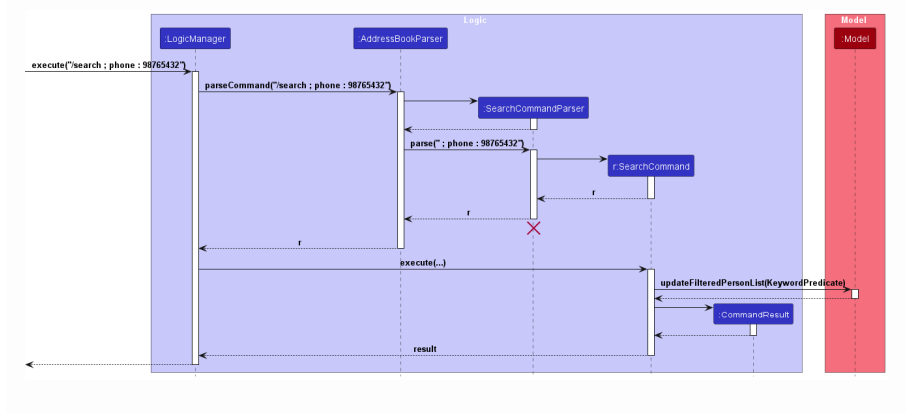 Logic
Model
:LogicManager
:AddressBookParser
:Model
execute("/search ; phone : 98765432")
parseCommand("/search ; phone : 98765432")
:SearchCommandParser
parse(" ; phone : 98765432")
r:SearchCommand
r
r
r
execute(...)
updateFilteredPersonList(KeywordPredicate)
:CommandResult
result